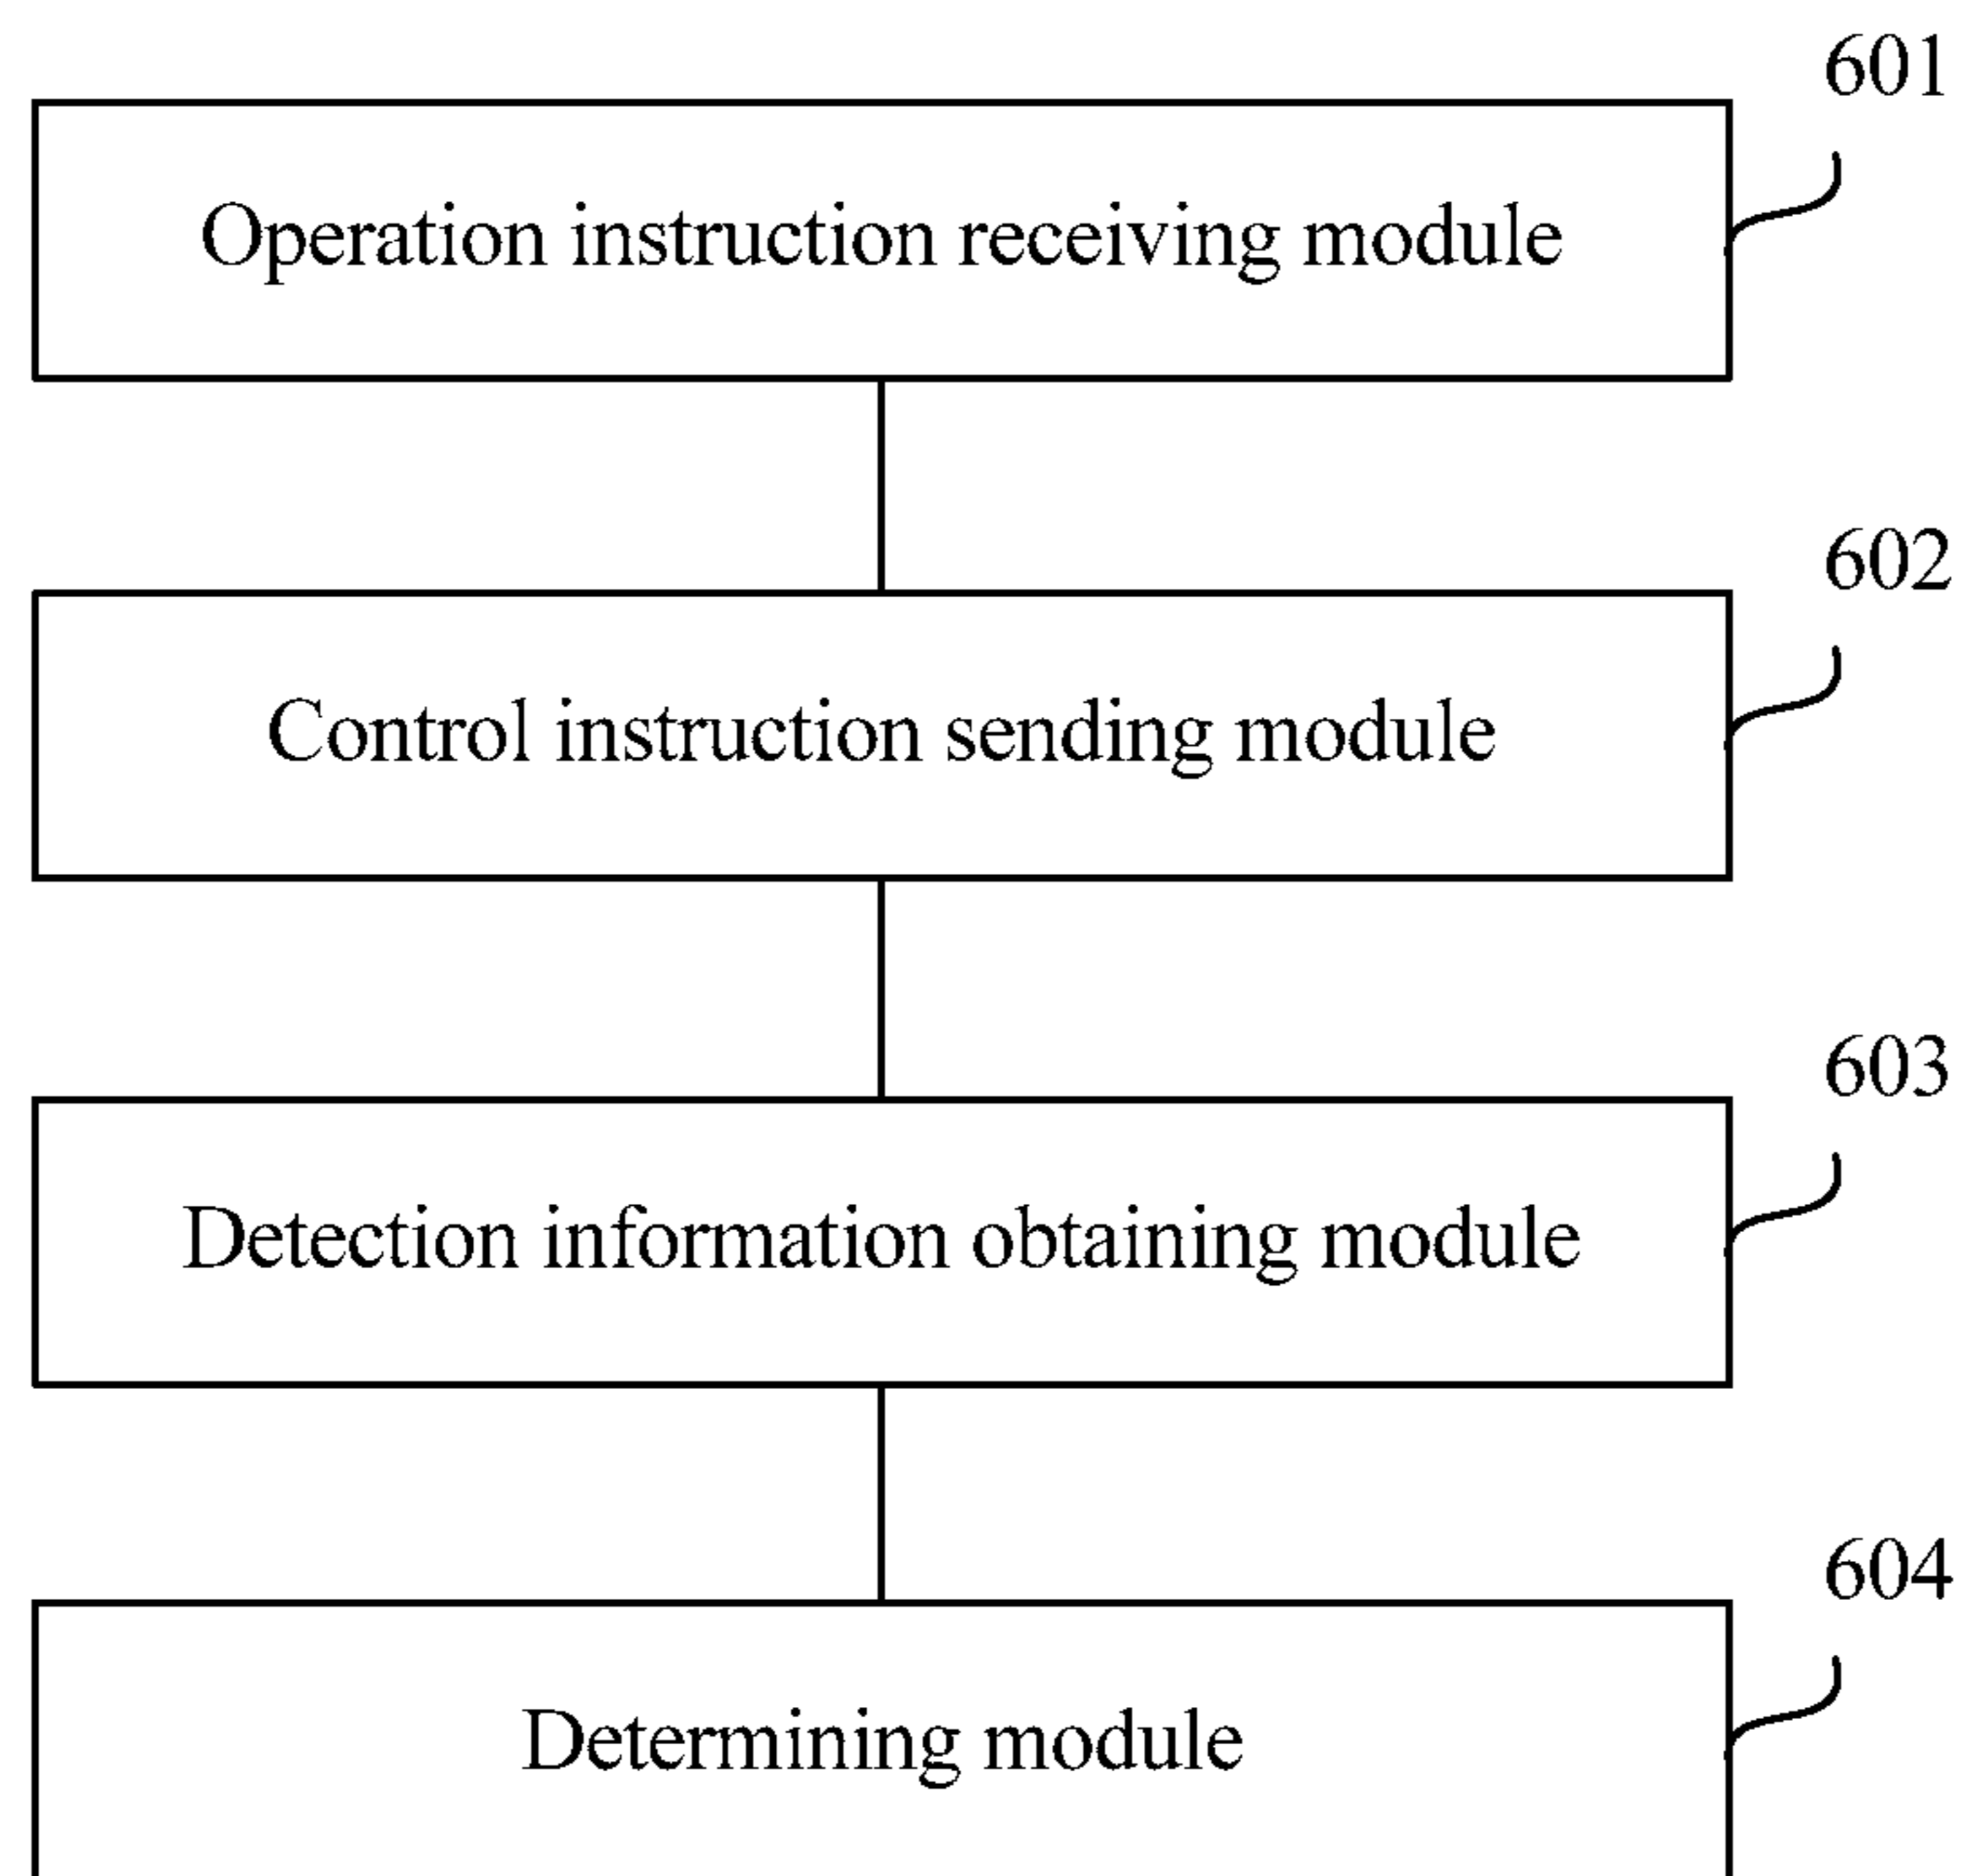 601
Operation instruction receiving module
602
Control instruction sending module
603
Detection information obtaining module
604
Determining module